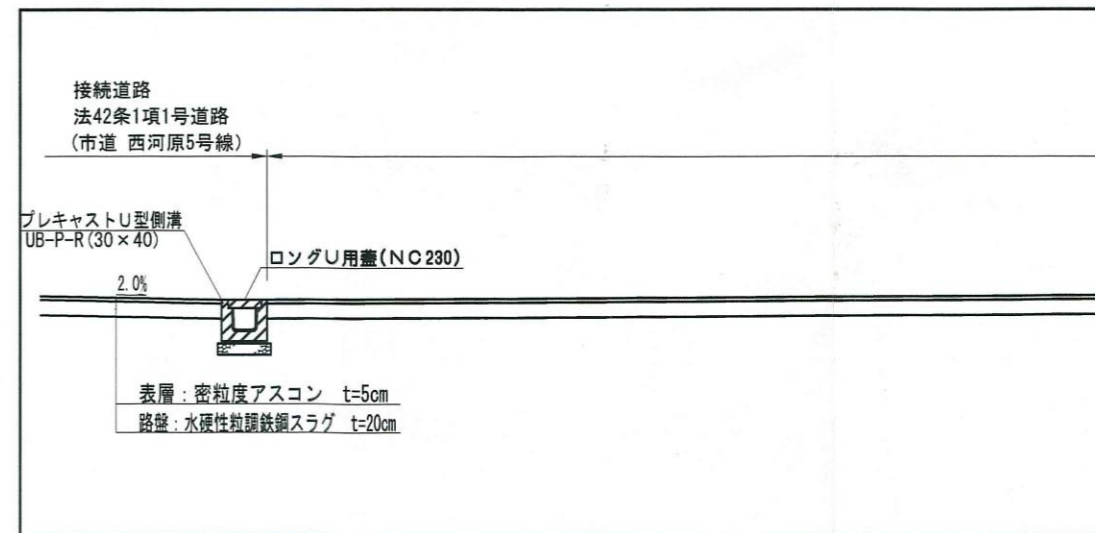 接続道路
法42条1項1号道路
(市道 西河原5号線)
プレキャストU型側溝
UB-P-R(30×40)
ロングU用蓋(NC230)
2.0%
表層：密粒度アスコン　t=5cm
路盤：水硬性粒調鉄鋼スラグ　t=20cm